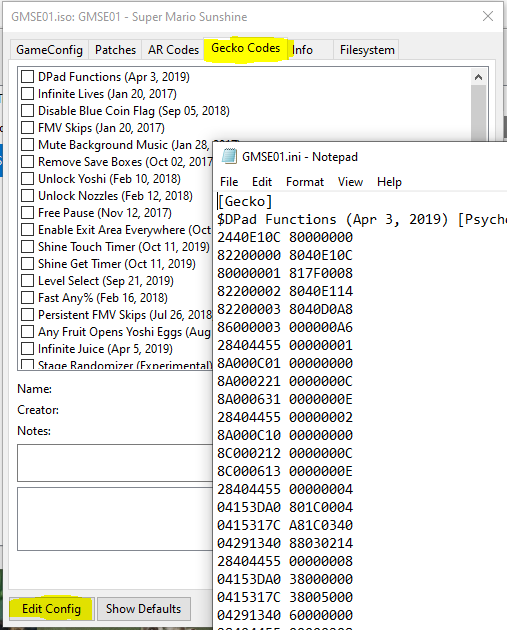 GMSE01.iso: GMSE01 - Super Mario Sunshine
GameConfig Patches AR Codes Gecko Codes Info Filesystem
DPad Functions (Apr 3, 2019)
Infinite Lives (Jan 20, 2017)
Disable Blue Coin Flag (Sep 05, 2018)
FMV Skips (Jan 20, 2017)
Mute Background Music (Jan 28,
Remove Save Boxes (Oct 02, 2017
Unlock Yoshi (Feb 10, 2018)
Unlock Nozzles (Feb 12, 2018)
Free Pause (Nov 12, 2017)
Enable Exit Area Everywhere (Oct
Shine Touch Timer (Oct 11, 2019)
Shine Get Timer (Oct 11, 2019)
Level Select (Sep 21, 2019)
Fast Any% (Feb 16, 2018)
Persistent FMV Skips (Jul 26, 2018
Any Fruit Opens Yoshi Eggs (Aug
Infinite Juice (Apr 5, 2019)
Stage Randomizer (Experimental)
Name:
Creator:
Notes:
Edit Config Show Defaults
GMSE01.ini - Notepad
File Edit Format View Help
[Gecko]
$DPad Functions (Apr 3, 2019) [Psych
2440E10C 80000000
82200000 8040E10C
80000001 817F0008
82200002 8040E114
82200003 8040D0A8
86000003 000000A6
28404455 00000001
8A000C01 00000000
8A000221 0000000C
8A000631 0000000E
28404455 00000002
8A000C10 00000000
8C000212 0000000C
8C000613 0000000E
28404455 00000004
04153DA0 801C0004
0415317C A81C0340
04291340 88030214
28404455 00000008
04153DA0 38000000
0415317C 38005000
04291340 60000000